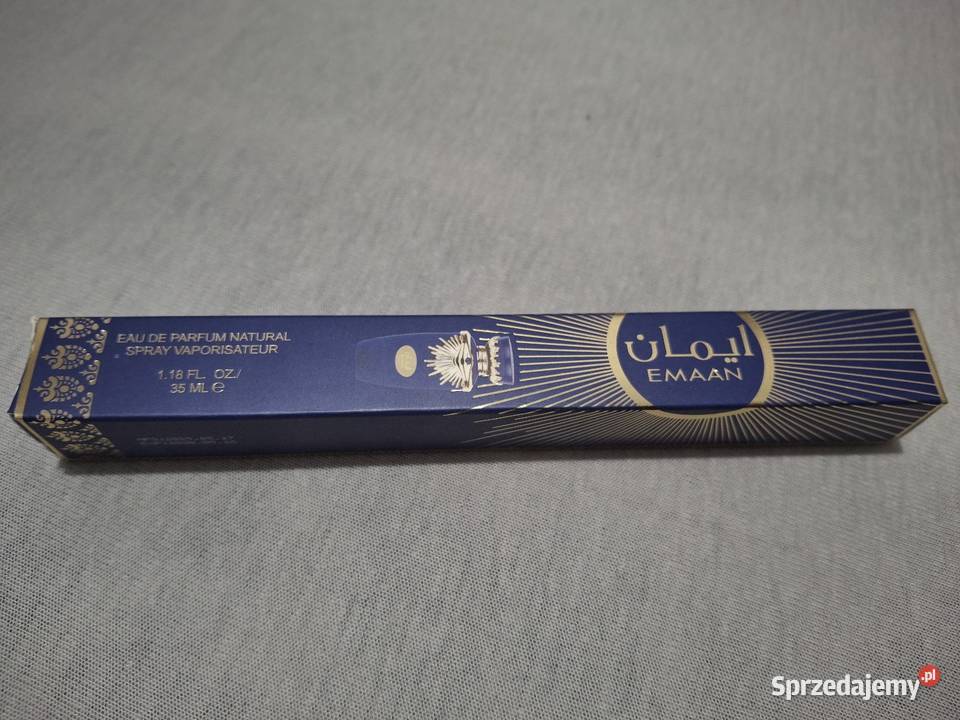 EAU DE PARFUM NATURAL
SPRAY VAPORISATEUR
1.18 FL. OZ./
35 ML ℮
ايمان
EMAAN
Sprzedajemy.pl